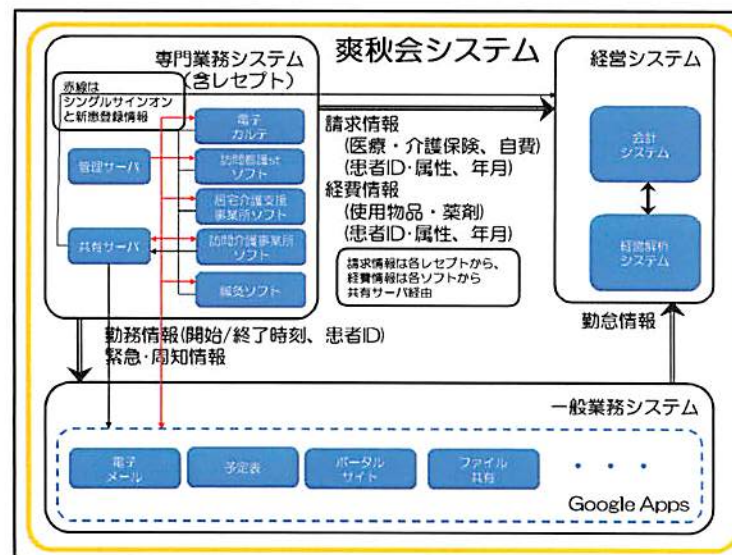 爽秋会システム
専門業務システム
（含レセプト）
赤線は
シングルサインオン
と新患登録情報
管理サーバ
共有サーバ
電子
カルテ
訪問看護st
ソフト
居宅介護支援
事業所ソフト
訪問介護事業所
ソフト
鍼灸ソフト
請求情報
(医療・介護保険、自費)
(患者ID・属性、年月)
経費情報
(使用物品・薬剤)
(患者ID・属性、年月)
請求情報は各レセプトから、
経費情報は各ソフトから
共有サーバ経由
経営システム
会計
システム
経営解析
システム
勤怠情報
勤務情報(開始/終了時刻、患者ID)
緊急・周知情報
一般業務システム
電子
メール
予定表
ポータル
サイト
ファイル
共有
・ ・ ・
Google Apps